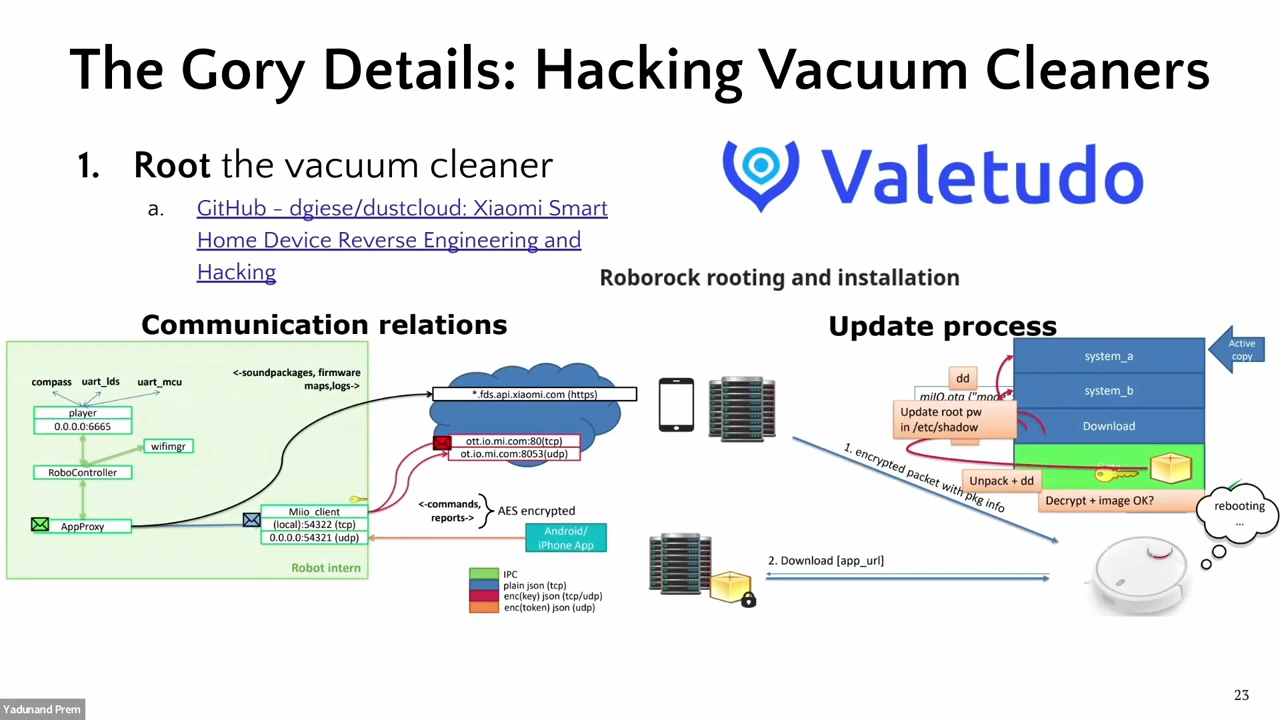 The Gory Details: Hacking Vacuum Cleaners
1. Root the vacuum cleaner
a. GitHub - dgiese/dustcloud: Xiaomi Smart
Home Device Reverse Engineering and
Hacking
Valetudo
Roborock rooting and installation
Communication relations
compass uart_lds uart_mcu
player
0.0.0.0:6665
wifimgr
RoboController
AppProxy
<-soundpackages, firmware
maps,logs->
Miio_client
(local):54322 (tcp)
0.0.0.0:54321 (udp)
Robot intern
*.fds.api.xiaomi.com (https)
ott.io.mi.com:80(tcp)
ot.io.mi.com:8053(udp)
<-commands,
reports->
AES encrypted
Android/
iPhone App
IPC
plain json (tcp)
enc(key) json (tcp/udp)
enc(token) json (udp)
Update process
Active
copy
system_a
system_b
Download
dd
miIO.ota {"mod
Update root pw
in /etc/shadow
Unpack + dd
Decrypt + image OK?
1. encrypted packet with pkg info
rebooting
...
2. Download [app_url]
23
Yadunand Prem